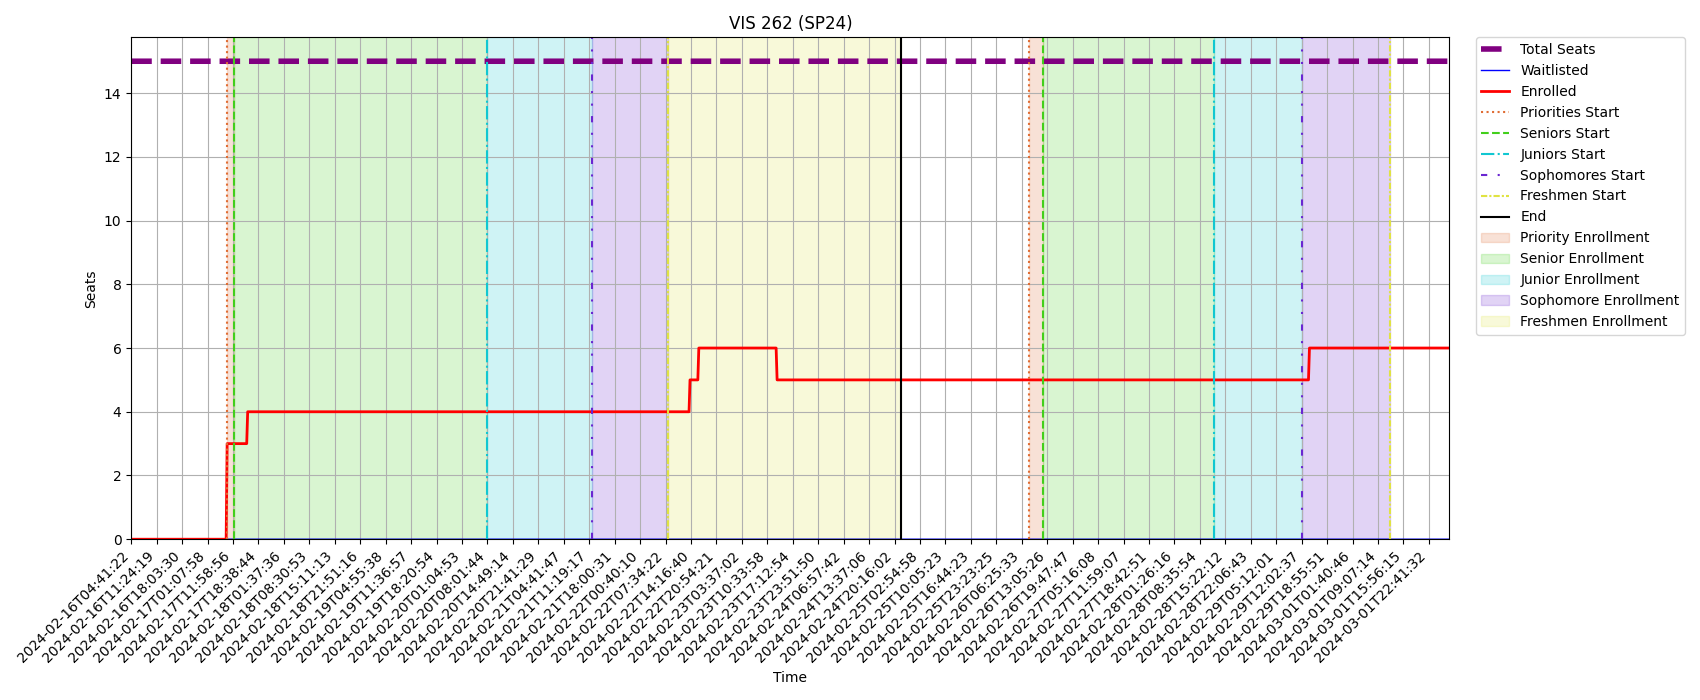 VIS 262 (SP24)
Seats
14
12
10
8
6
4
2
0
2024-02-16T04:41:22
2024-02-16T11:24:19
2024-02-16T18:03:30
2024-02-17T01:07:58
2024-02-17T11:58:56
2024-02-17T18:38:44
2024-02-18T01:37:36
2024-02-18T08:30:53
2024-02-18T15:11:13
2024-02-18T21:51:16
2024-02-19T04:55:38
2024-02-19T11:36:57
2024-02-19T18:20:54
2024-02-20T01:04:53
2024-02-20T08:01:44
2024-02-20T14:49:14
2024-02-20T21:41:29
2024-02-21T04:41:47
2024-02-21T11:19:17
2024-02-21T18:00:31
2024-02-22T00:40:10
2024-02-22T07:34:22
2024-02-22T14:16:40
2024-02-22T20:54:21
2024-02-23T03:37:02
2024-02-23T10:33:58
2024-02-23T17:12:54
2024-02-23T23:51:50
2024-02-24T06:57:42
2024-02-24T13:37:06
2024-02-24T20:16:02
2024-02-25T02:54:58
2024-02-25T10:05:23
2024-02-25T16:44:23
2024-02-25T23:23:25
2024-02-26T06:25:33
2024-02-26T13:05:26
2024-02-26T19:47:47
2024-02-27T05:16:08
2024-02-27T11:59:07
2024-02-27T18:42:51
2024-02-28T01:26:16
2024-02-28T08:35:54
2024-02-28T15:22:12
2024-02-28T22:06:43
2024-02-29T05:12:01
2024-02-29T12:02:37
2024-02-29T18:55:51
2024-03-01T01:40:46
2024-03-01T09:07:14
2024-03-01T15:56:15
2024-03-01T22:41:32
Time
Total Seats
Waitlisted
Enrolled
Priorities Start
Seniors Start
Juniors Start
Sophomores Start
Freshmen Start
End
Priority Enrollment
Senior Enrollment
Junior Enrollment
Sophomore Enrollment
Freshmen Enrollment